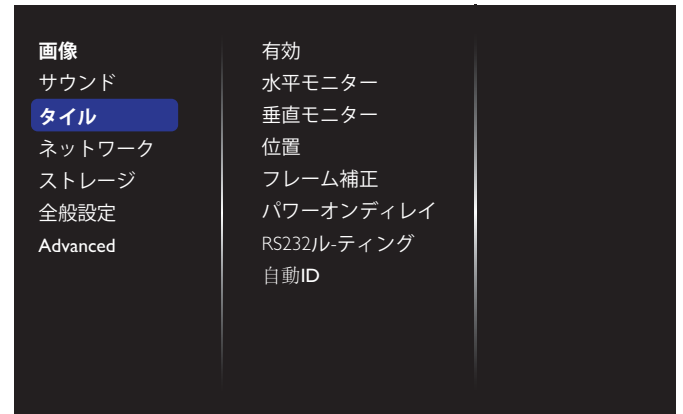 画像
サウンド
タイル
ネットワーク
ストレージ
全般設定
Advanced
有効
水平モニター
垂直モニター
位置
フレーム補正
パワーオンディレイ
RS232ル-ティング
自動ID